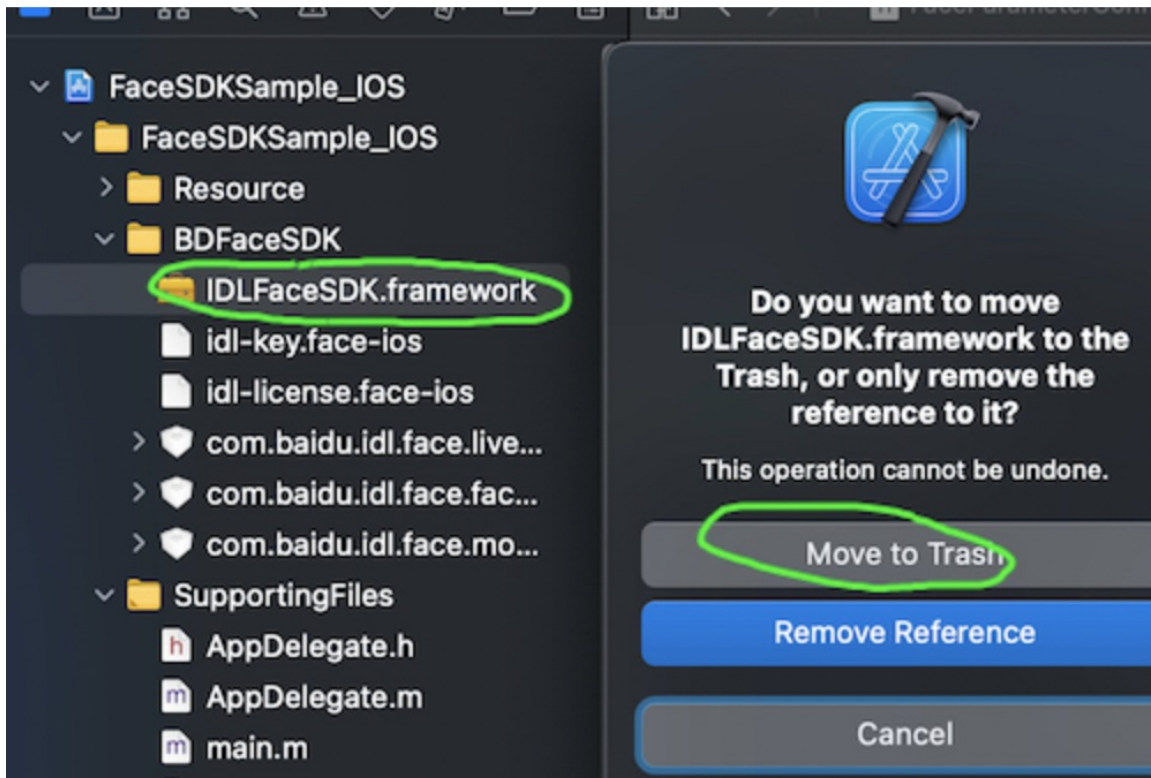 FaceSDKSample_IOS
FaceSDKSample_IOS
Resource
BDFaceSDK
IDLFaceSDK.framework
idl-key.face-ios
idl-license.face-ios
com.baidu.idl.face.live...
com.baidu.idl.face.fac...
com.baidu.idl.face.mo...
SupportingFiles
h AppDelegate.h
m AppDelegate.m
m main.m
Do you want to move
IDLFaceSDK.framework to the
Trash, or only remove the
reference to it?
This operation cannot be undone.
Move to Trash
Remove Reference
Cancel